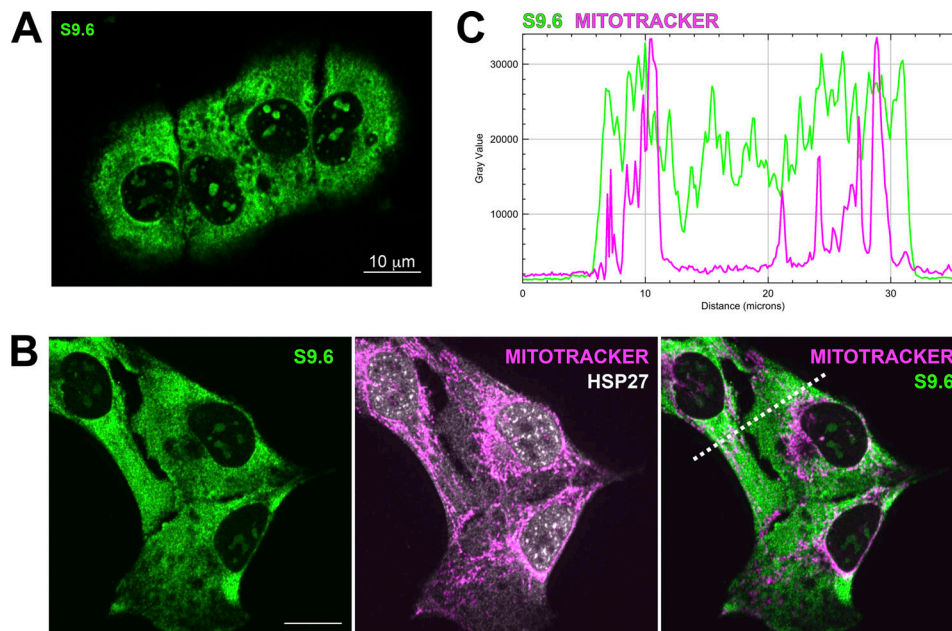 A
S9.6
10 μm
C
S9.6 MITOTRACKER
30000
20000
10000
Gray Value
0
10
20
30
Distance (microns)
B
S9.6
MITOTRACKER
HSP27
MITOTRACKER
S9.6